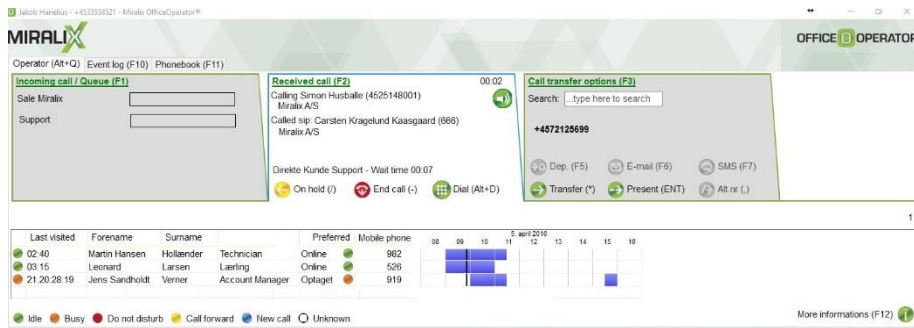 Jakob Hanelius - +4533538521 - Miralix OfficeOperator®
MIRALIX
OFFICE OPERATOR
Operator (Alt+Q) Event log (F10) Phonebook (F11)
Incoming call / Queue (F1)
Sale Miralix
Support
Received call (F2) 00:02
Calling Simon Husballe (4525148001)
Miralix A/S
Called sip: Carsten Kragelund Kaasgaard (666)
Miralix A/S
Direkte Kunde Support - Wait time 00:07
On hold (/) End call (-) Dial (Alt+D)
Call transfer options (F3)
Search: ...type here to search
+4572125699
Dep. (F5) E-mail (F6) SMS (F7)
Transfer (*) Present (ENT) Alt.nr (,)
1
5. april 2016
Last visited Forename Surname Preferred Mobile phone 08 09 10 11 12 13 14 15 16
02:40 Martin Hansen Hollænder Technician Online 982
03:15 Leonard Larsen Lærling Online 526
21.20:28:19 Jens Sandholdt Verner Account Manager Optaget 919
Idle Busy Do not disturb Call forward New call Unknown
More informations (F12)